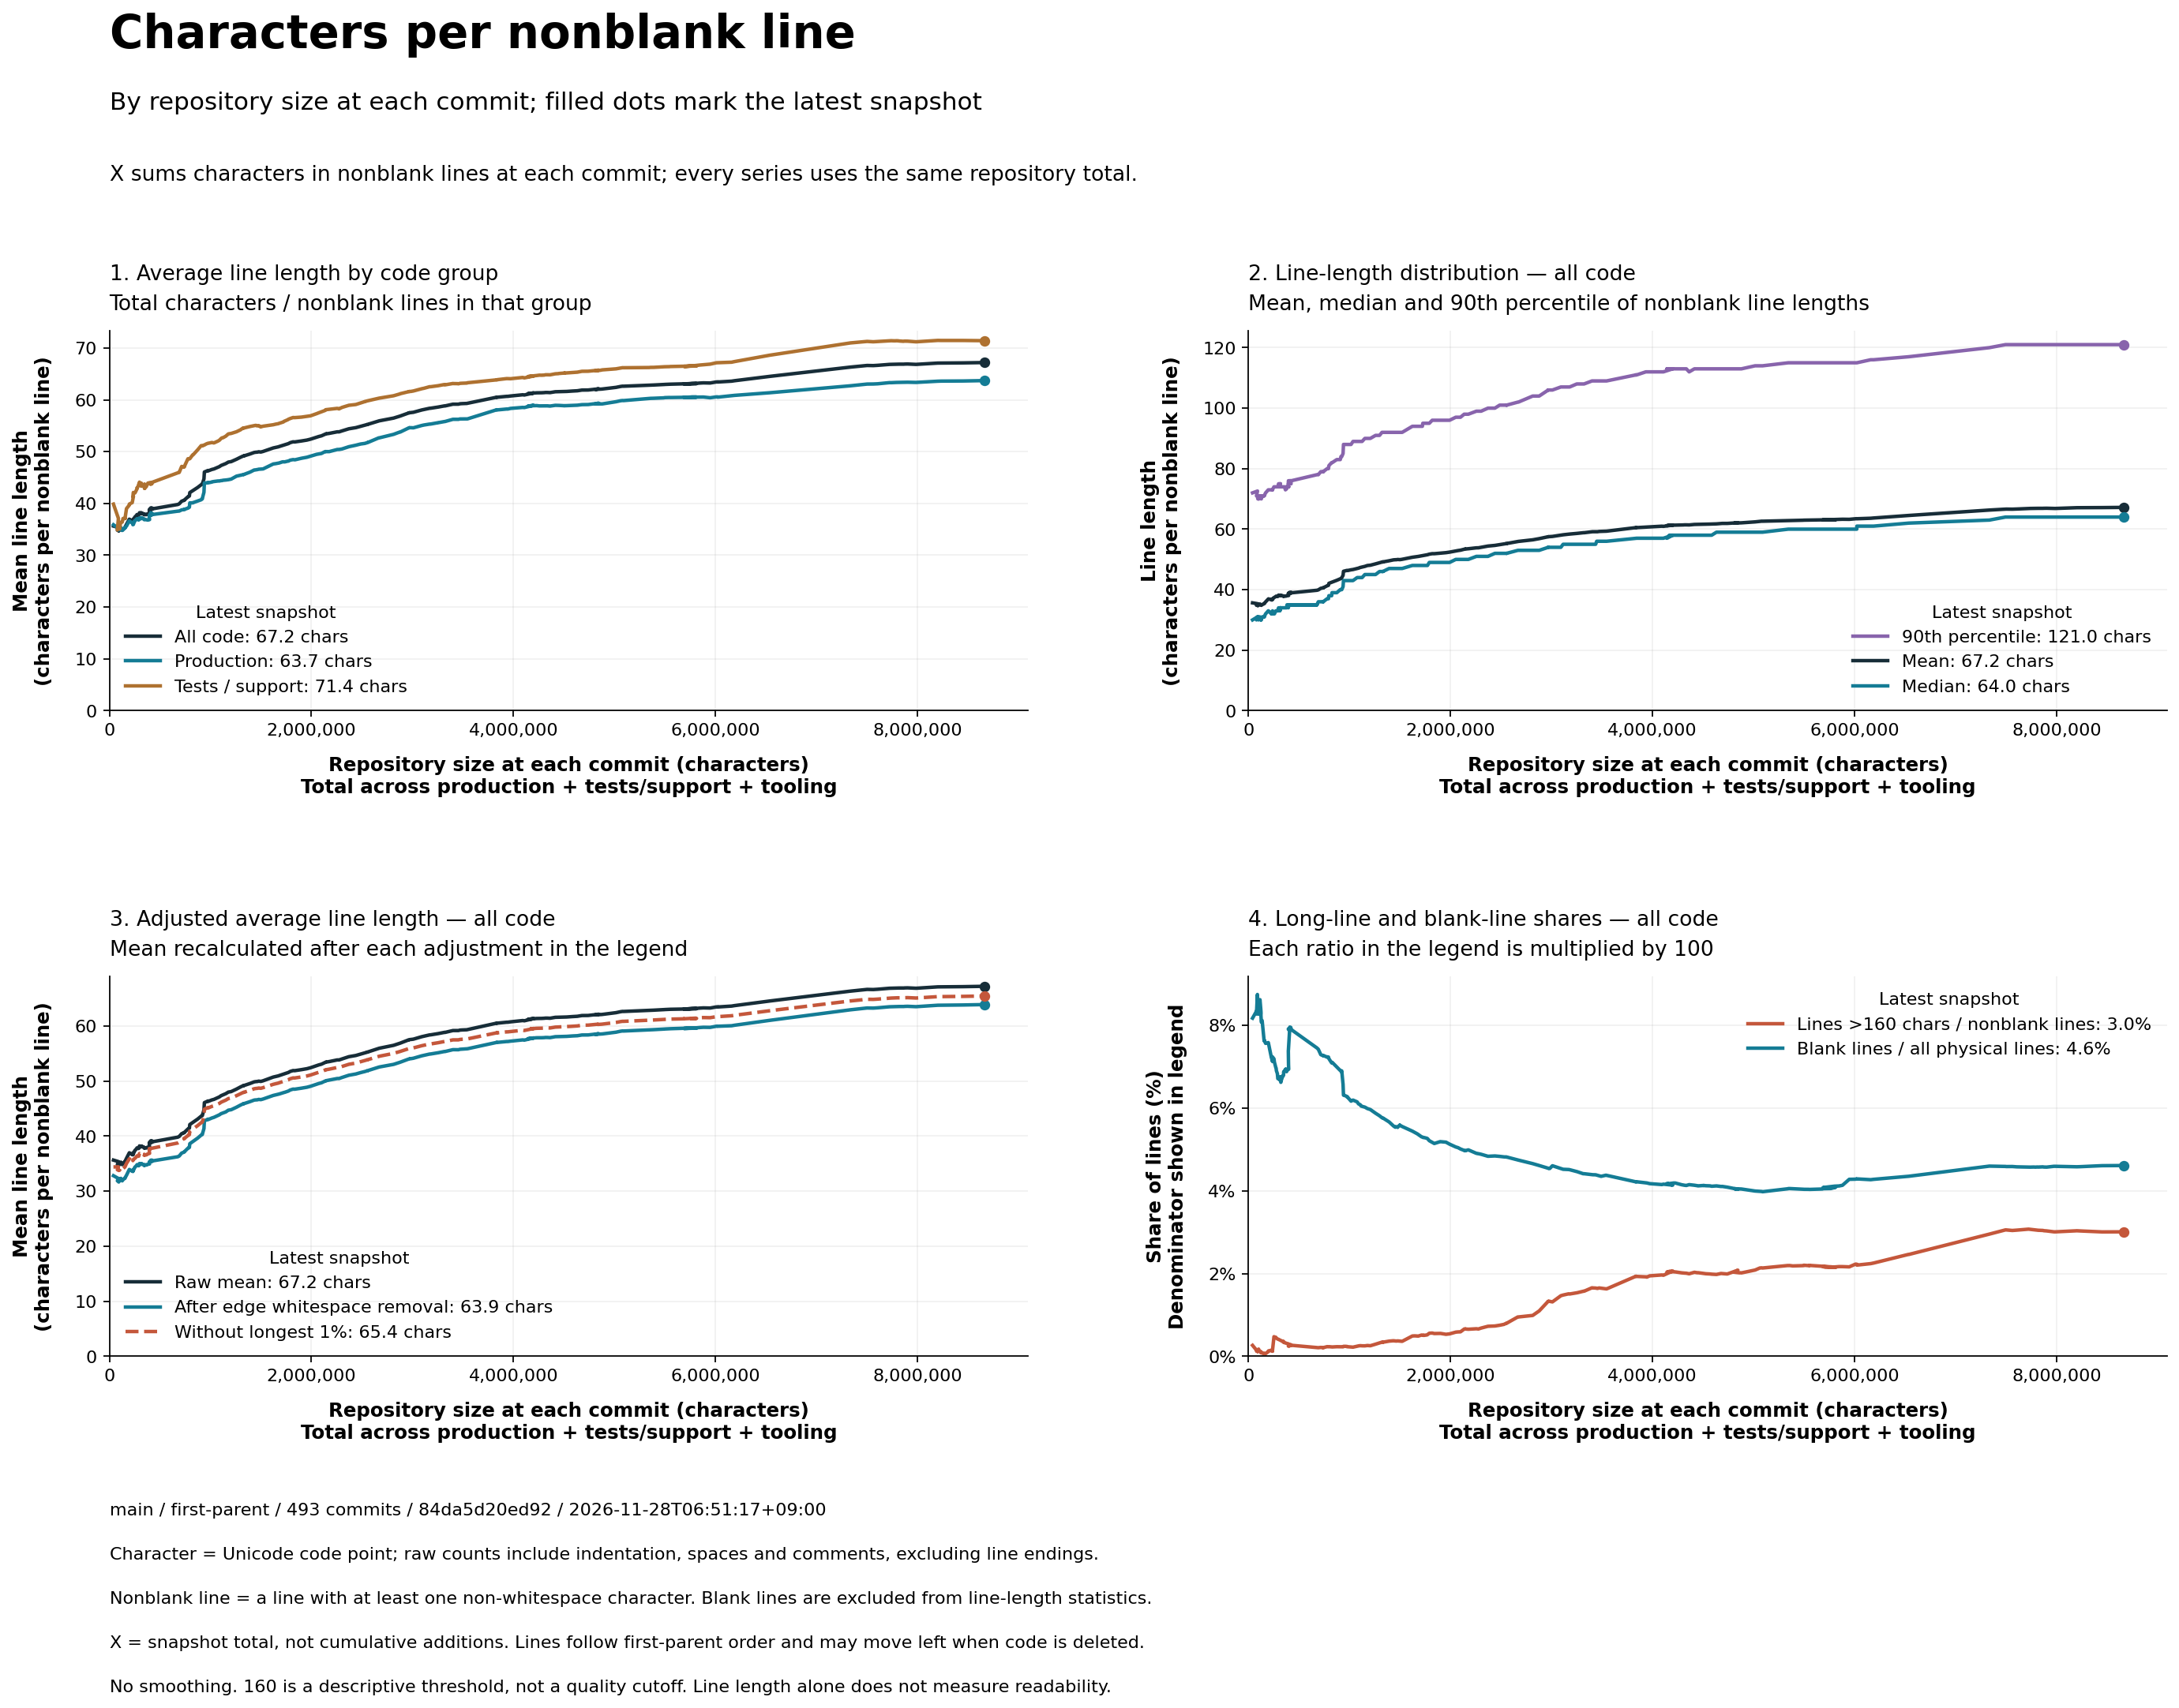 Characters per nonblank line
By repository size at each commit; filled dots mark the latest snapshot
X sums characters in nonblank lines at each commit; every series uses the same repository total.
1. Average line length by code group
Total characters / nonblank lines in that group
Mean line length
(characters per nonblank line)
70
60
50
40
30
20
10
0
Latest snapshot
All code: 67.2 chars
Production: 63.7 chars
Tests / support: 71.4 chars
0
2,000,000
4,000,000
6,000,000
8,000,000
Repository size at each commit (characters)
Total across production + tests/support + tooling
2. Line-length distribution — all code
Mean, median and 90th percentile of nonblank line lengths
Line length
(characters per nonblank line)
120
100
80
60
40
20
0
Latest snapshot
90th percentile: 121.0 chars
Mean: 67.2 chars
Median: 64.0 chars
0
2,000,000
4,000,000
6,000,000
8,000,000
Repository size at each commit (characters)
Total across production + tests/support + tooling
3. Adjusted average line length — all code
Mean recalculated after each adjustment in the legend
Mean line length
(characters per nonblank line)
60
50
40
30
20
10
0
Latest snapshot
Raw mean: 67.2 chars
After edge whitespace removal: 63.9 chars
Without longest 1%: 65.4 chars
0
2,000,000
4,000,000
6,000,000
8,000,000
Repository size at each commit (characters)
Total across production + tests/support + tooling
4. Long-line and blank-line shares — all code
Each ratio in the legend is multiplied by 100
Share of lines (%)
Denominator shown in legend
8%
6%
4%
2%
0%
Latest snapshot
Lines >160 chars / nonblank lines: 3.0%
Blank lines / all physical lines: 4.6%
0
2,000,000
4,000,000
6,000,000
8,000,000
Repository size at each commit (characters)
Total across production + tests/support + tooling
main / first-parent / 493 commits / 84da5d20ed92 / 2026-11-28T06:51:17+09:00
Character = Unicode code point; raw counts include indentation, spaces and comments, excluding line endings.
Nonblank line = a line with at least one non-whitespace character. Blank lines are excluded from line-length statistics.
X = snapshot total, not cumulative additions. Lines follow first-parent order and may move left when code is deleted.
No smoothing. 160 is a descriptive threshold, not a quality cutoff. Line length alone does not measure readability.